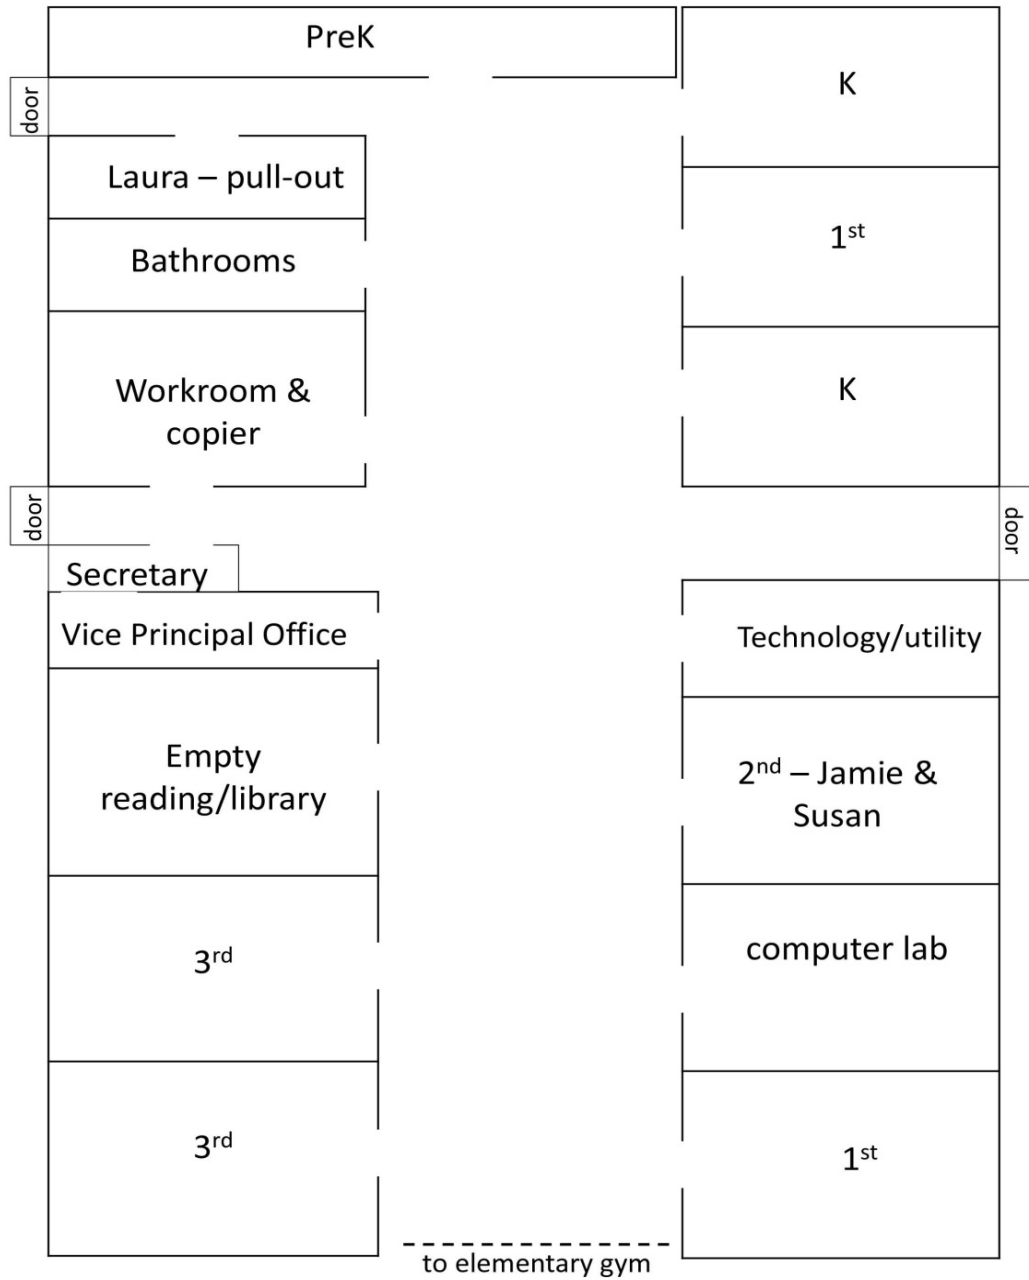 PreK
K
door
Laura – pull-out
1st
Bathrooms
Workroom &
copier
K
door
door
Secretary
Vice Principal Office
Technology/utility
Empty
reading/library
2nd – Jamie &
Susan
3rd
computer lab
3rd
1st
to elementary gym